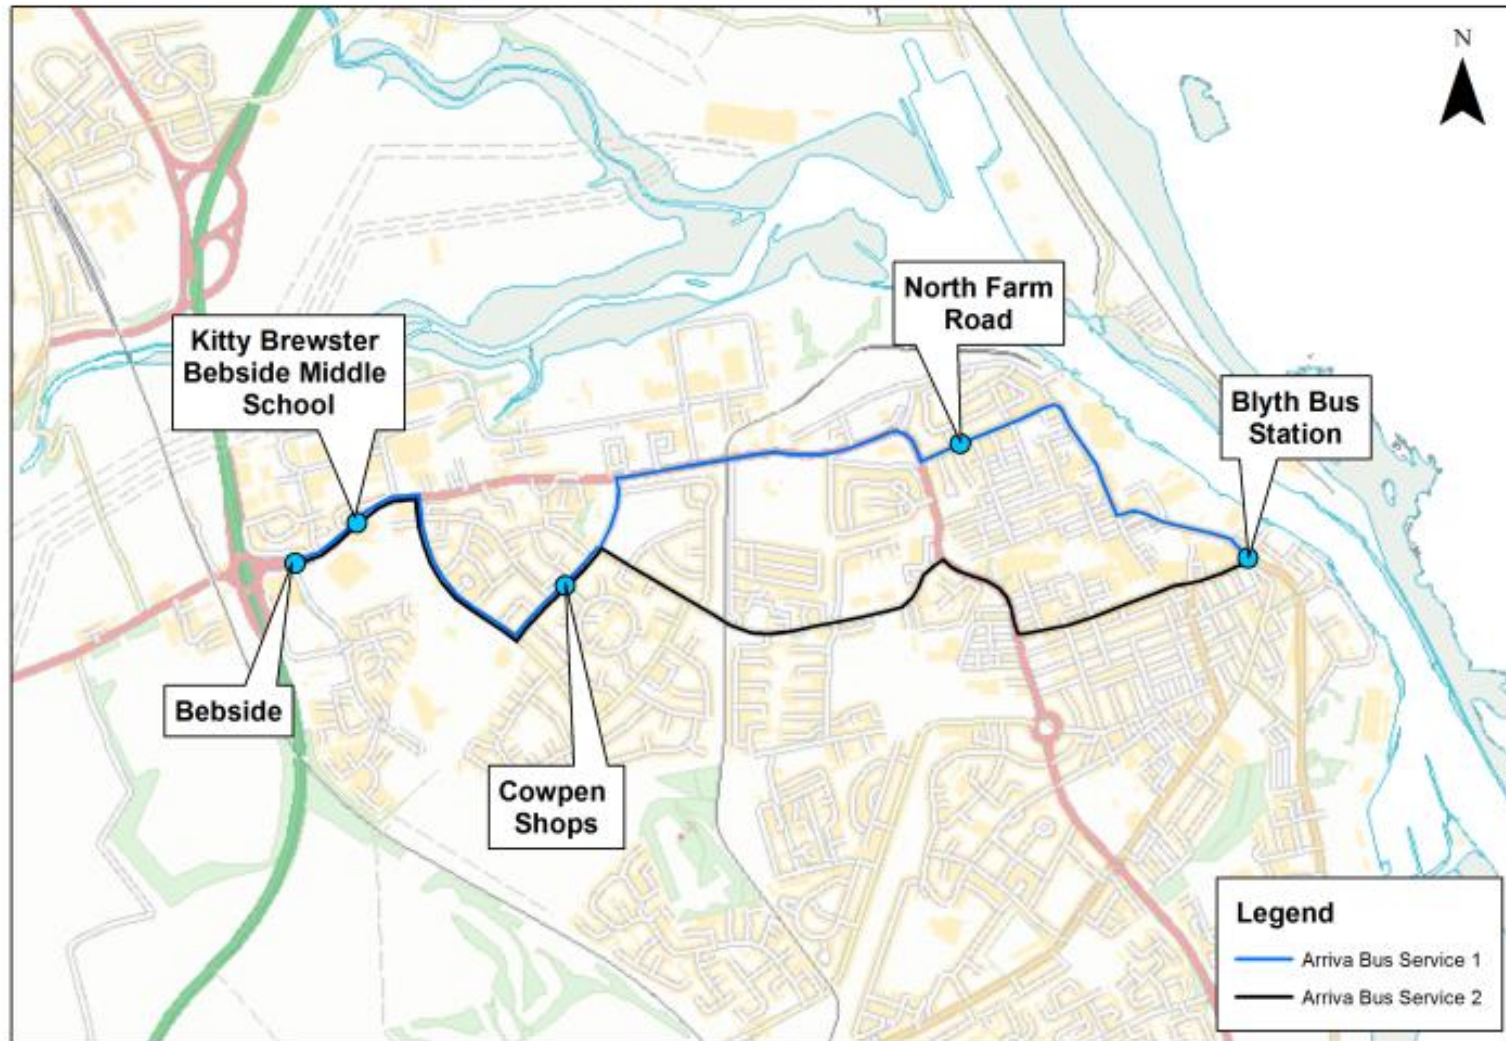 N
North Farm
Road
Kitty Brewster
Bebside Middle
School
Blyth Bus
Station
Bebside
Cowpen
Shops
Legend
Arriva Bus Service 1
Arriva Bus Service 2